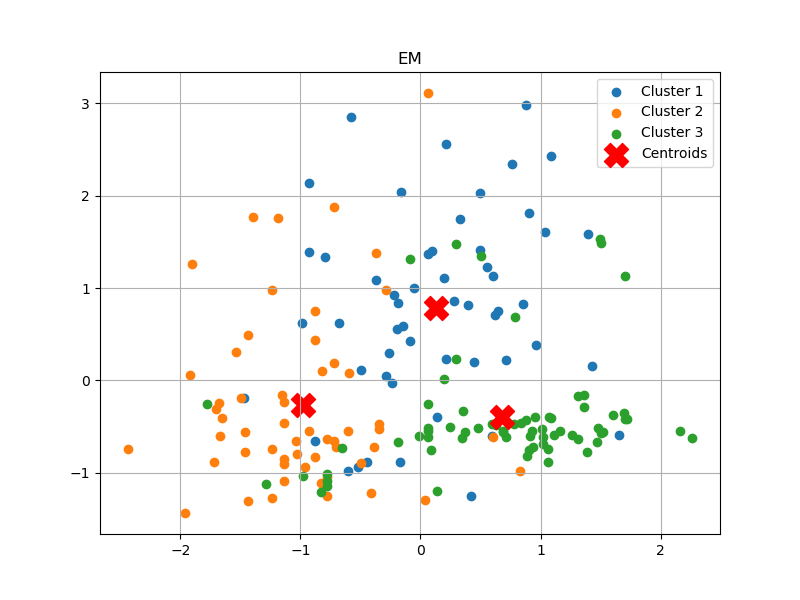 EM
Cluster 1
Cluster 2
Cluster 3
Centroids
3
2
1
0
−1
−2
−1
0
1
2